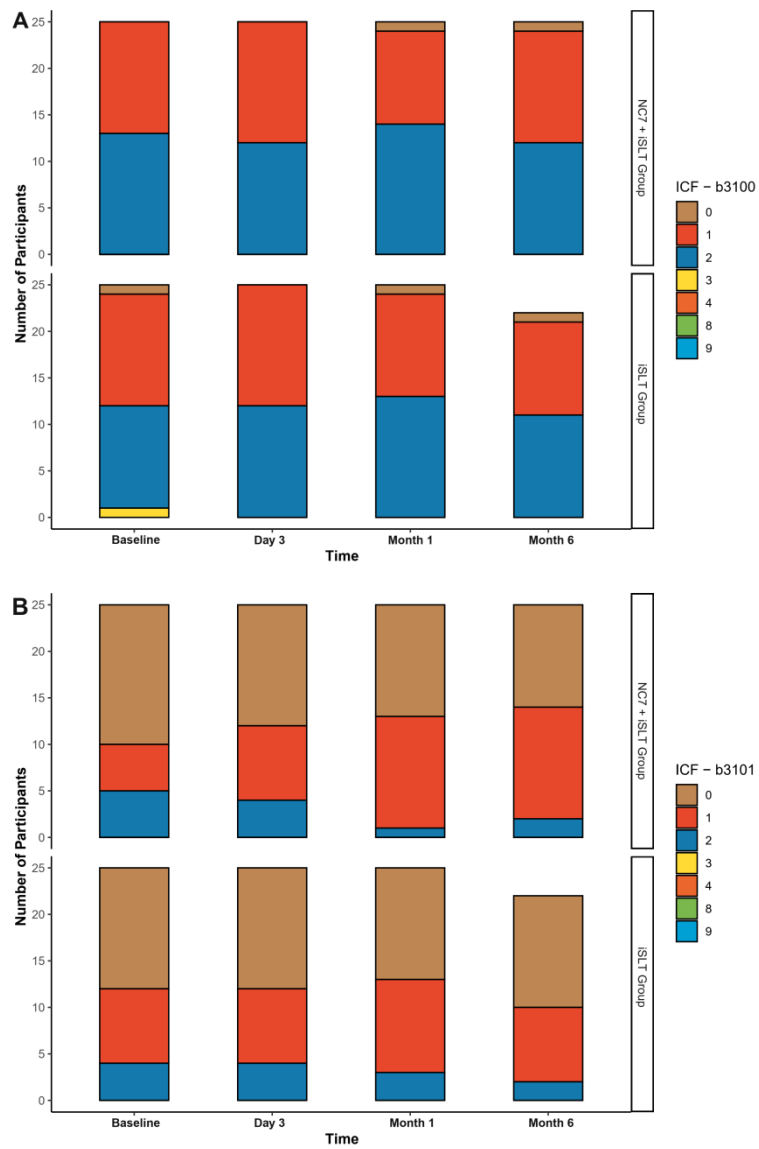 A
Number of Participants
25
20
15
10
5
0
NC7 + iSLT Group
25
20
15
10
5
0
iSLT Group
Baseline
Day 3
Month 1
Month 6
Time
ICF − b3100
0
1
2
3
4
8
9
B
Number of Participants
25
20
15
10
5
0
NC7 + iSLT Group
25
20
15
10
5
0
iSLT Group
Baseline
Day 3
Month 1
Month 6
Time
ICF − b3101
0
1
2
3
4
8
9